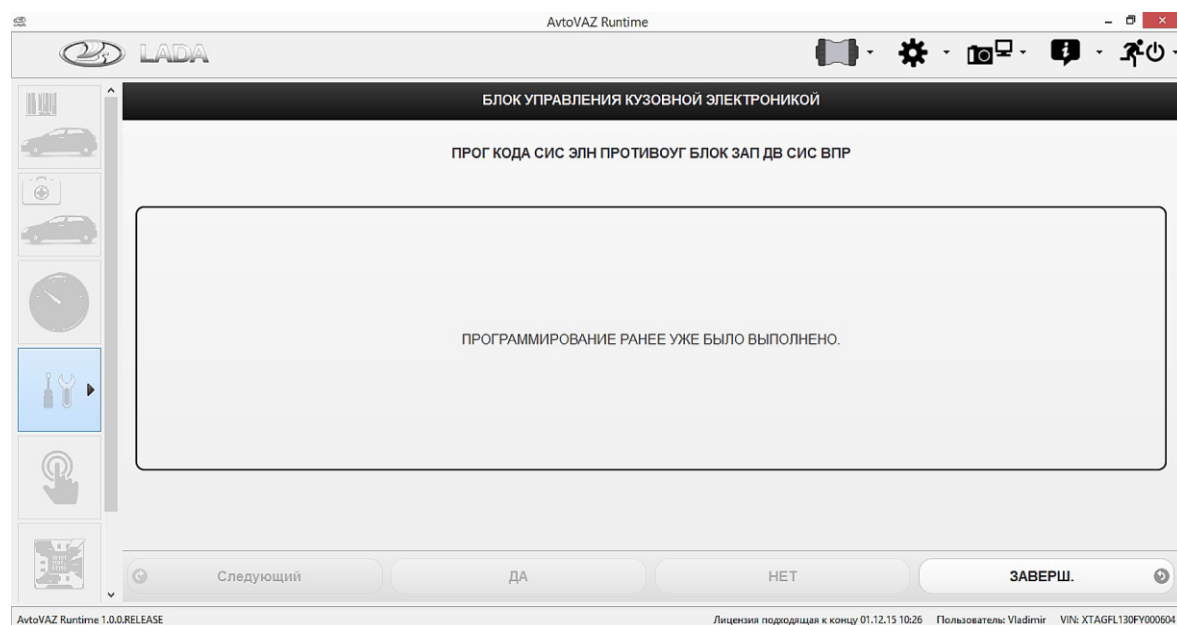 AvtoVAZ Runtime
LADA
БЛОК УПРАВЛЕНИЯ КУЗОВНОЙ ЭЛЕКТРОНИКОЙ
ПРОГ КОДА СИС ЭЛН ПРОТИВОУГ БЛОК ЗАП ДВ СИС ВПР
ПРОГРАММИРОВАНИЕ РАНЕЕ УЖЕ БЫЛО ВЫПОЛНЕНО.
Следующий ДА НЕТ ЗАВЕРШ.
AvtoVAZ Runtime 1.0.0.RELEASE Лицензия подходящая к концу 01.12.15 10:26 Пользователь: Vladimir VIN: XTAGFL130FY000604